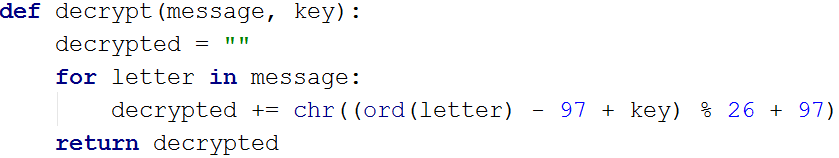 def decrypt(message, key):
    decrypted = ""
    for letter in message:
        decrypted += chr((ord(letter) - 97 + key) % 26 + 97)
    return decrypted